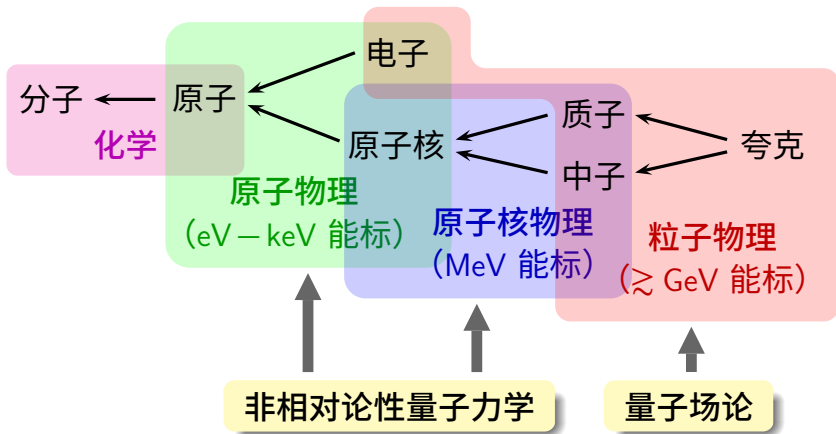 电子
分子
原子
质子
化学
原子核
夸克
中子
原子物理
(eV – keV 能标)
原子核物理
(MeV 能标)
粒子物理
(≳ GeV 能标)
非相对论性量子力学
量子场论